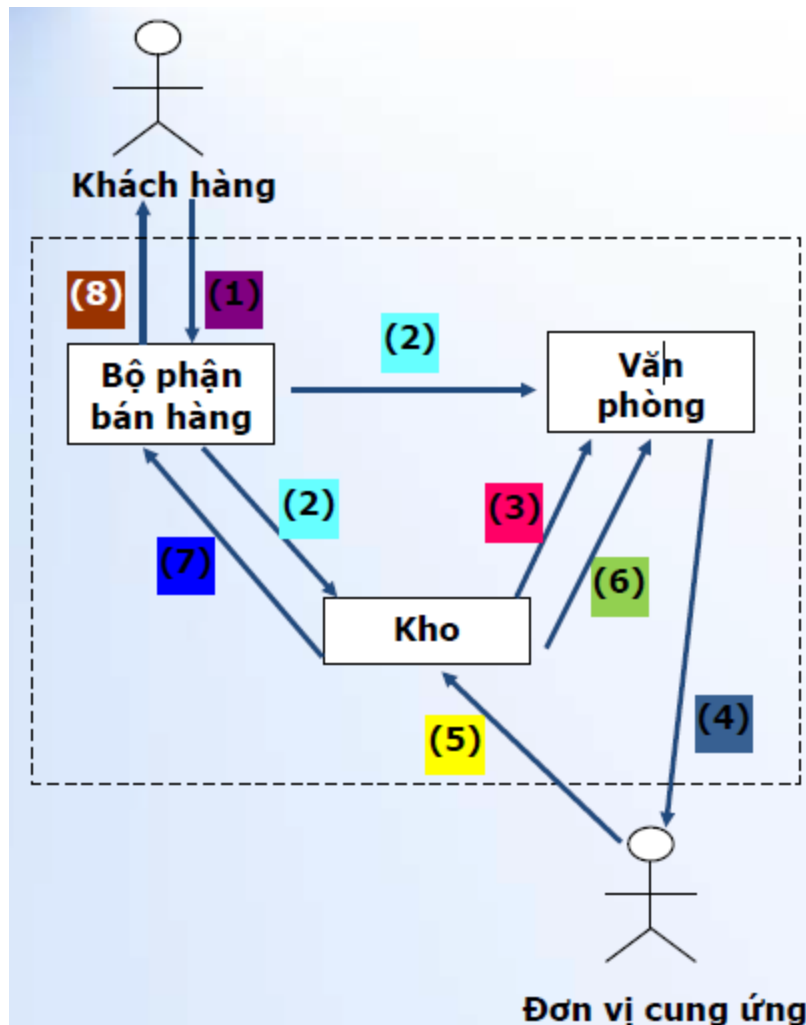 Khách hàng
(8)
(1)
(2)
Bộ phận
bán hàng
Văn
phòng
(2)
(3)
(7)
(6)
Kho
(4)
(5)
Đơn vị cung ứng